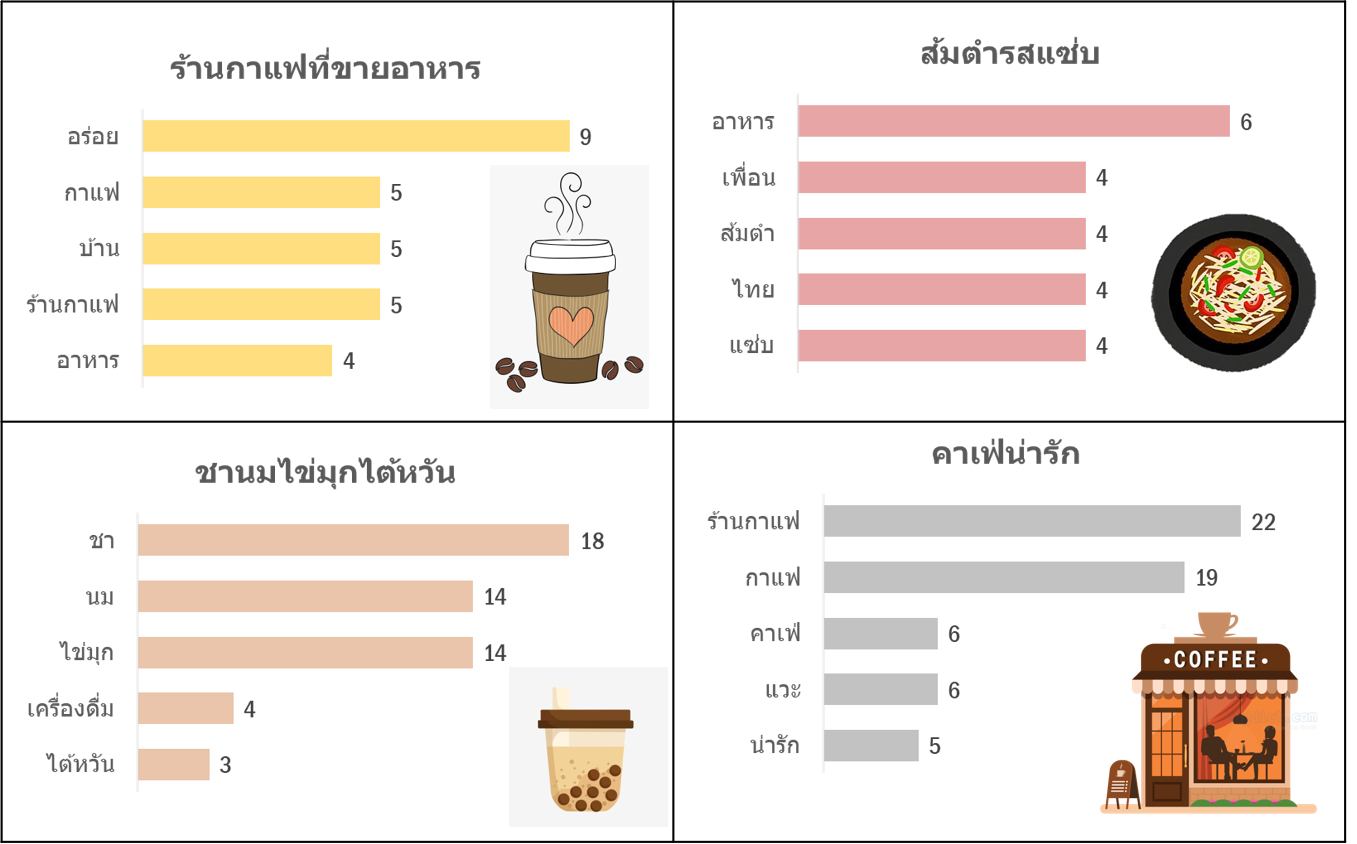 ร้านกาแฟที่ขายอาหาร
อร่อย 9
กาแฟ 5
บ้าน 5
ร้านกาแฟ 5
อาหาร 4
ส้มตำรสแซ่บ
อาหาร 6
เพื่อน 4
ส้มตำ 4
ไทย 4
แซ่บ 4
ชานมไข่มุกไต้หวัน
ชา 18
นม 14
ไข่มุก 14
เครื่องดื่ม 4
ไต้หวัน 3
คาเฟ่น่ารัก
ร้านกาแฟ 22
กาแฟ 19
คาเฟ่ 6
แวะ 6
น่ารัก 5
•COFFEE•